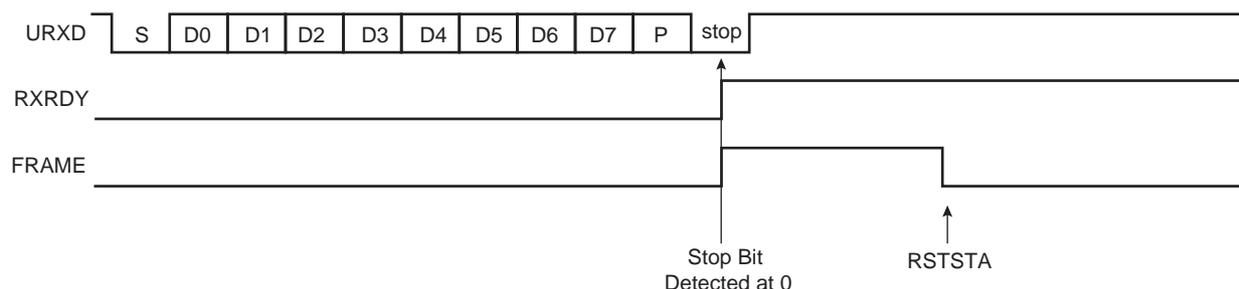 URXD S D0 D1 D2 D3 D4 D5 D6 D7 P stop
RXRDY
FRAME
Stop Bit
Detected at 0
RSTSTA